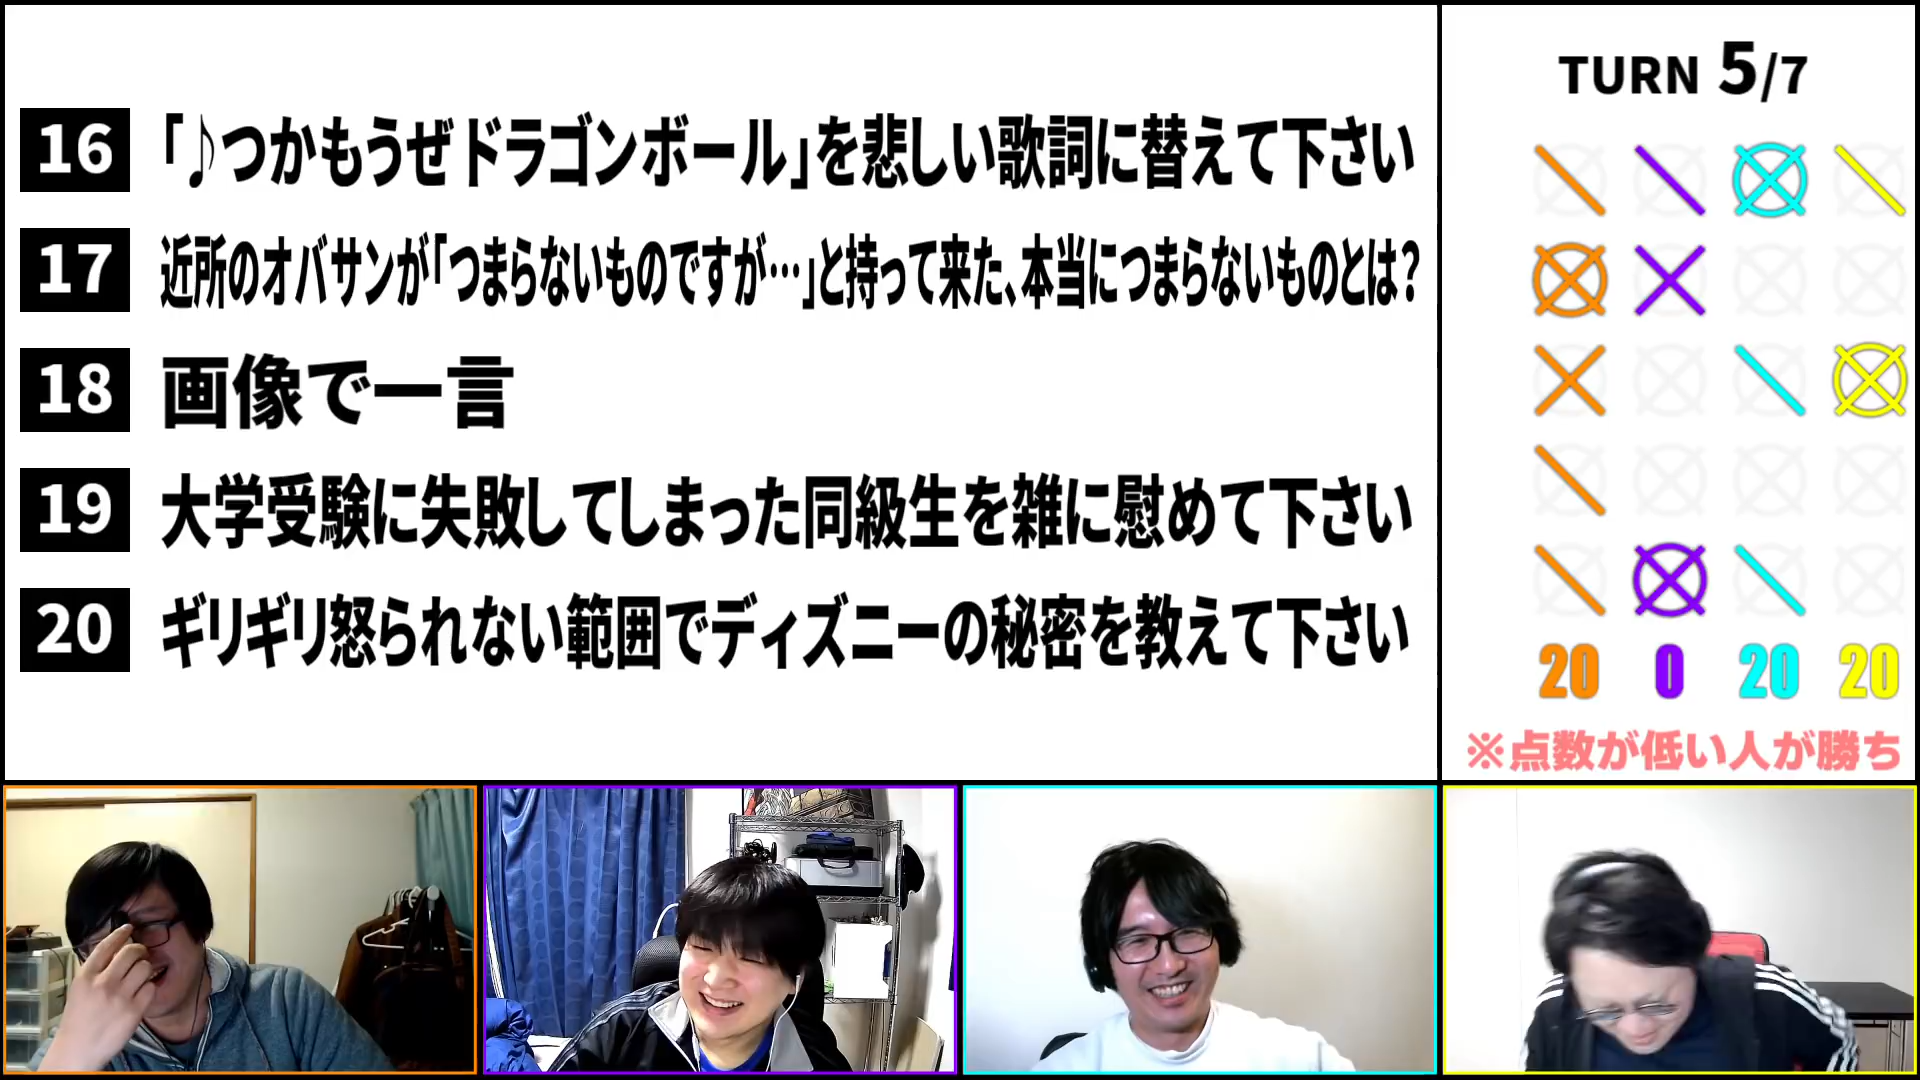 16 「♪つかもうぜドラゴンボール」を悲しい歌詞に替えて下さい
17 近所のオバサンが「つまらないものですが…」と持って来た、本当につまらないものとは？
18 画像で一言
19 大学受験に失敗してしまった同級生を雑に慰めて下さい
20 ギリギリ怒られない範囲でディズニーの秘密を教えて下さい
TURN 5/7
20 0 20 20
※点数が低い人が勝ち